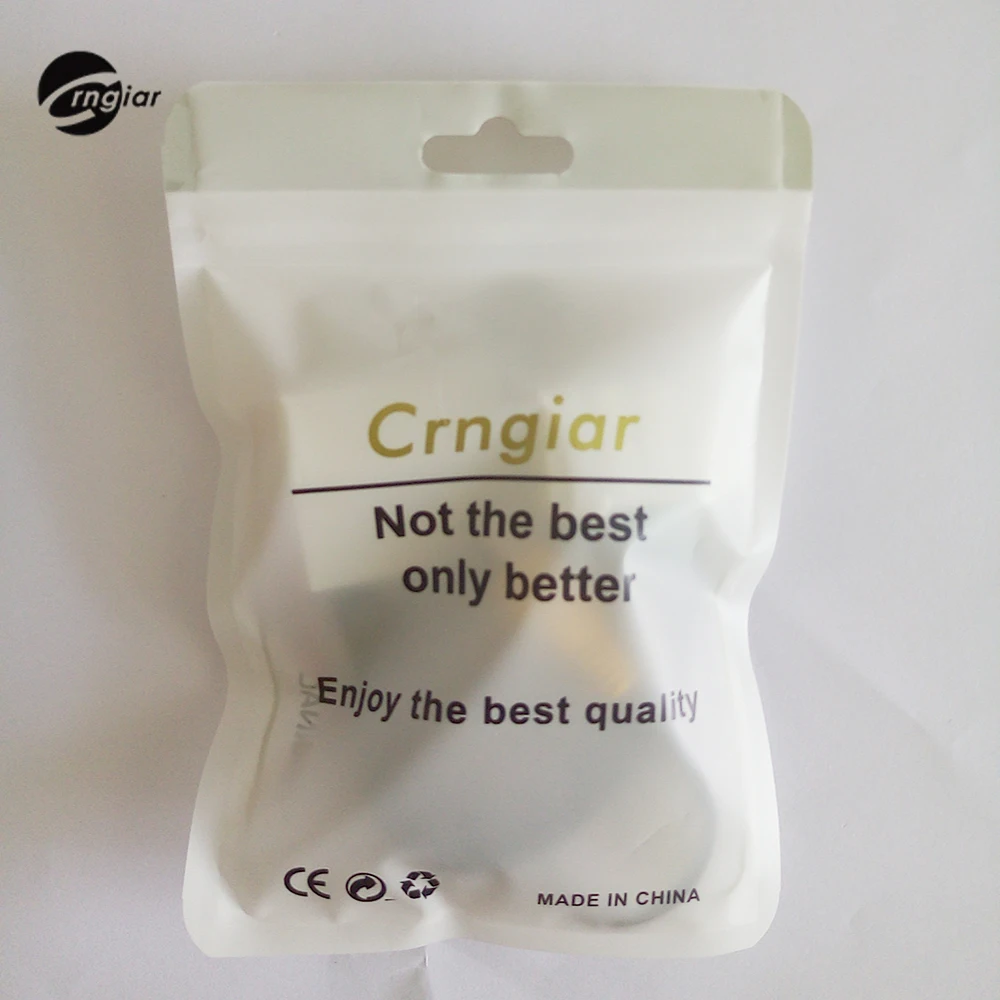 Crngiar
Crngiar
Not the best
only better
Enjoy the best quality
CE
MADE IN CHINA